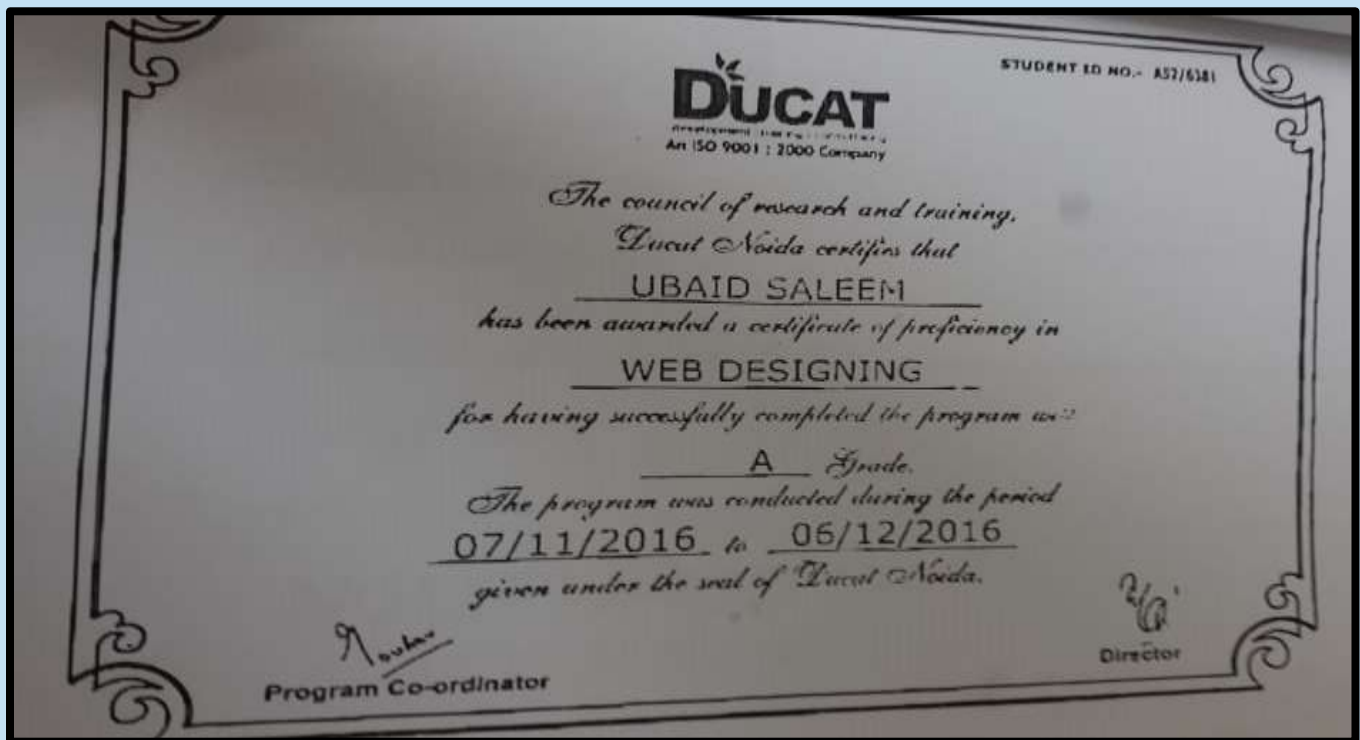 STUDENT ID NO.- A52/6381
DUCAT
An ISO 9001 : 2000 Company
The council of research and training,
Ducat Noida certifies that
UBAID SALEEM
has been awarded a certificate of proficiency in
WEB DESIGNING
for having successfully completed the program
A Grade.
The program was conducted during the period
07/11/2016 to 06/12/2016
given under the seal of Ducat Noida.
Program Co-ordinator
Director